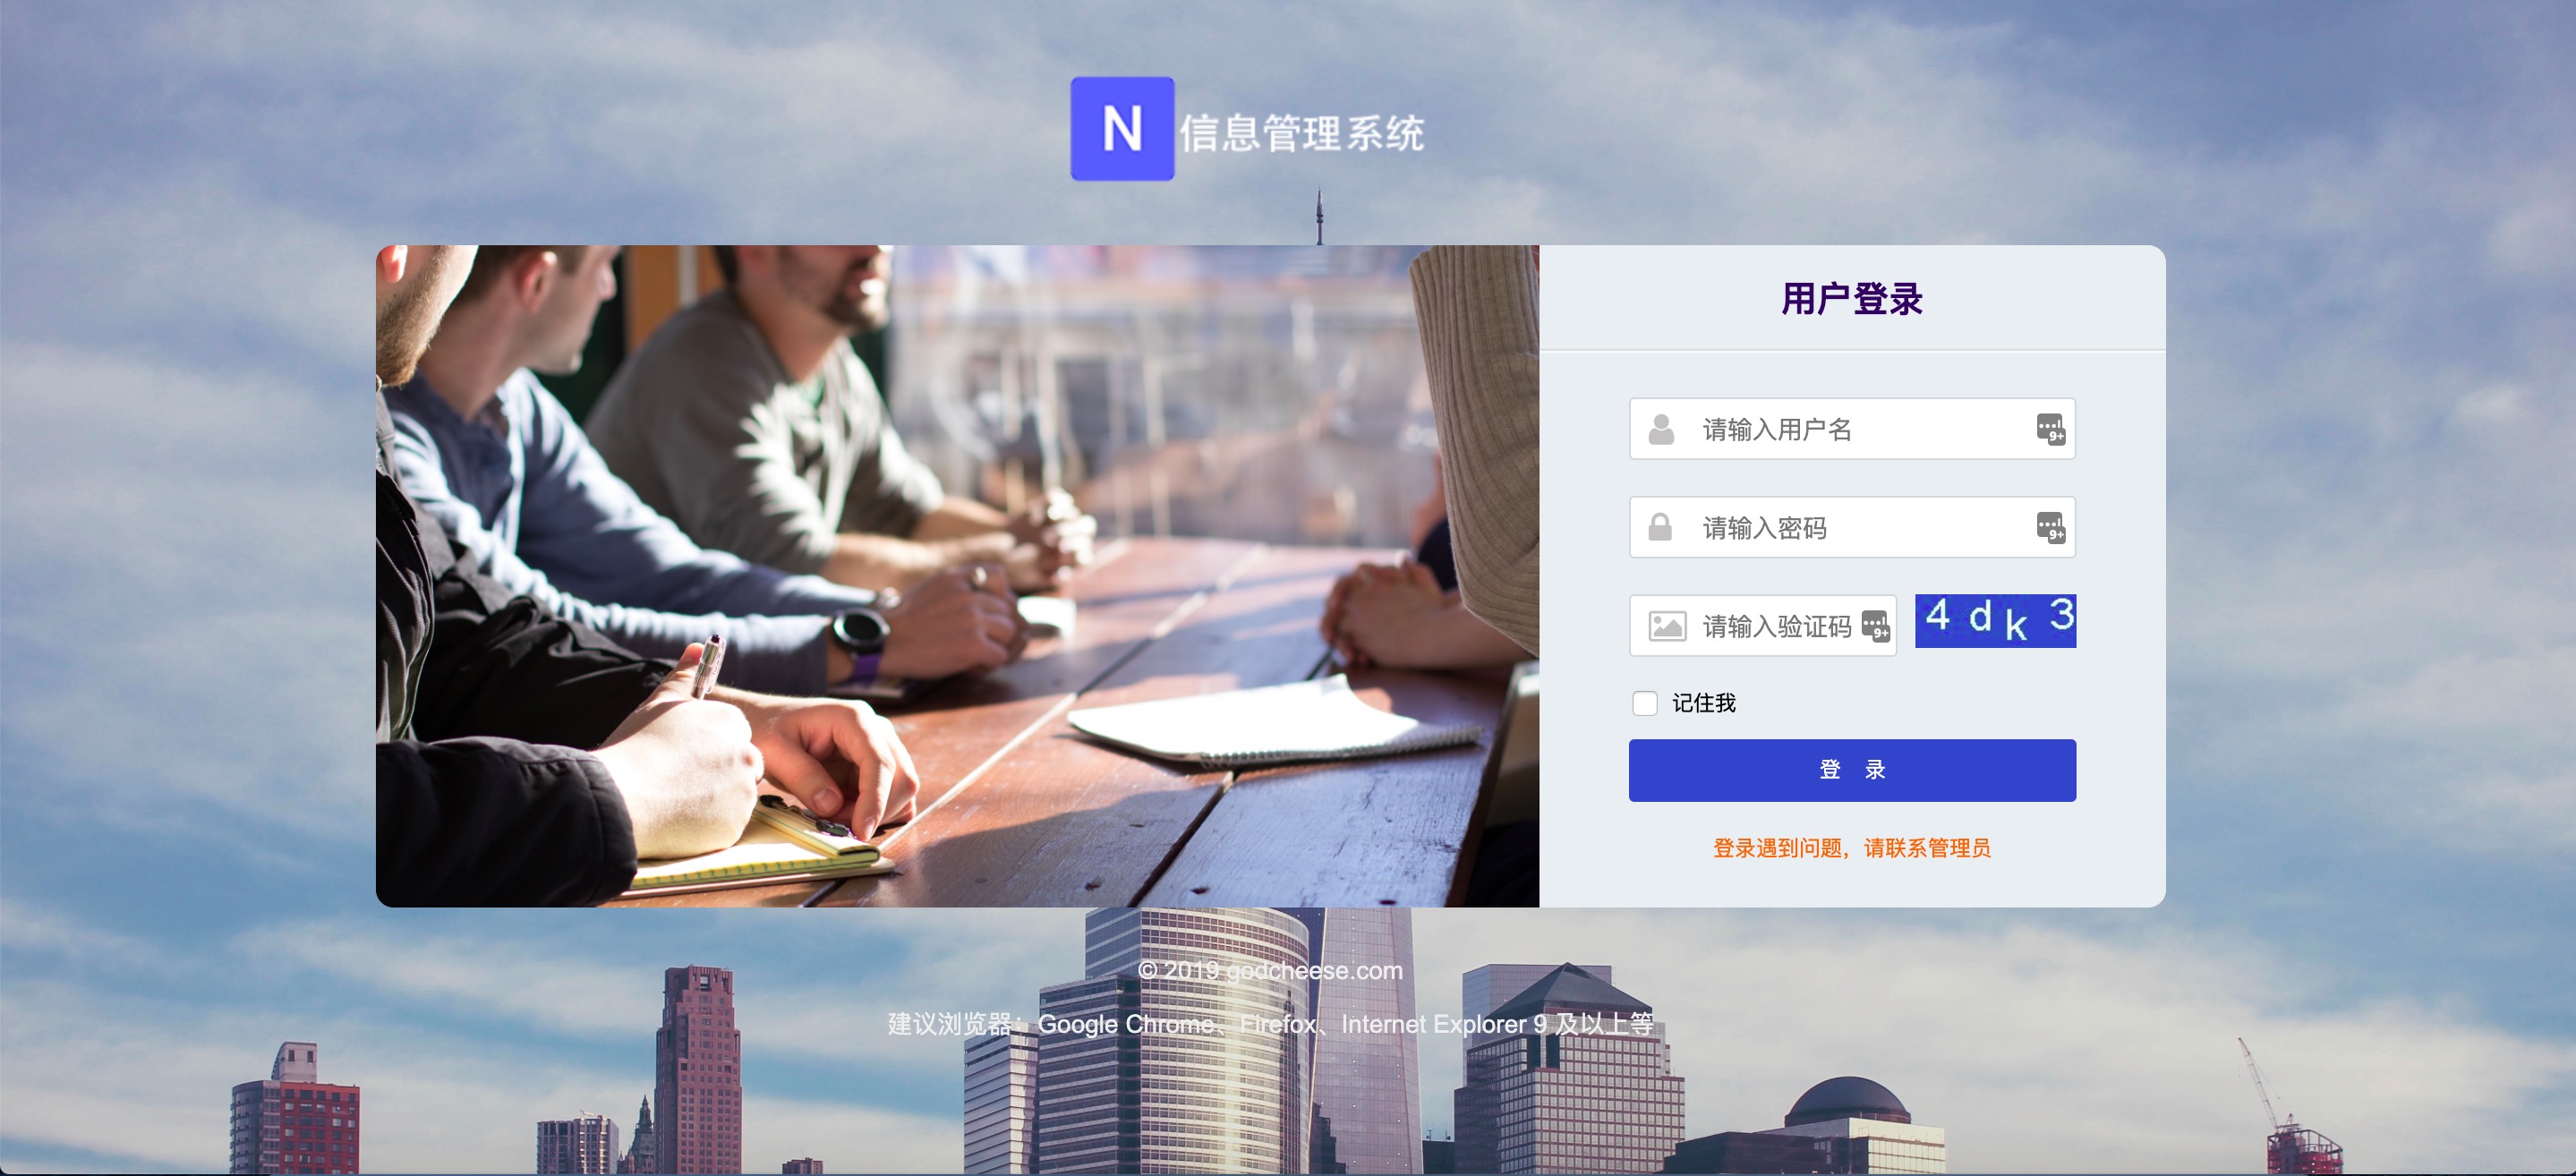 N 信息管理系统
用户登录
请输入用户名
9+
请输入密码
9+
请输入验证码
9+
4 d k 3
记住我
登 录
登录遇到问题，请联系管理员
© 2019 godcheese.com
建议浏览器：Google Chrome、Firefox、Internet Explorer 9 及以上等